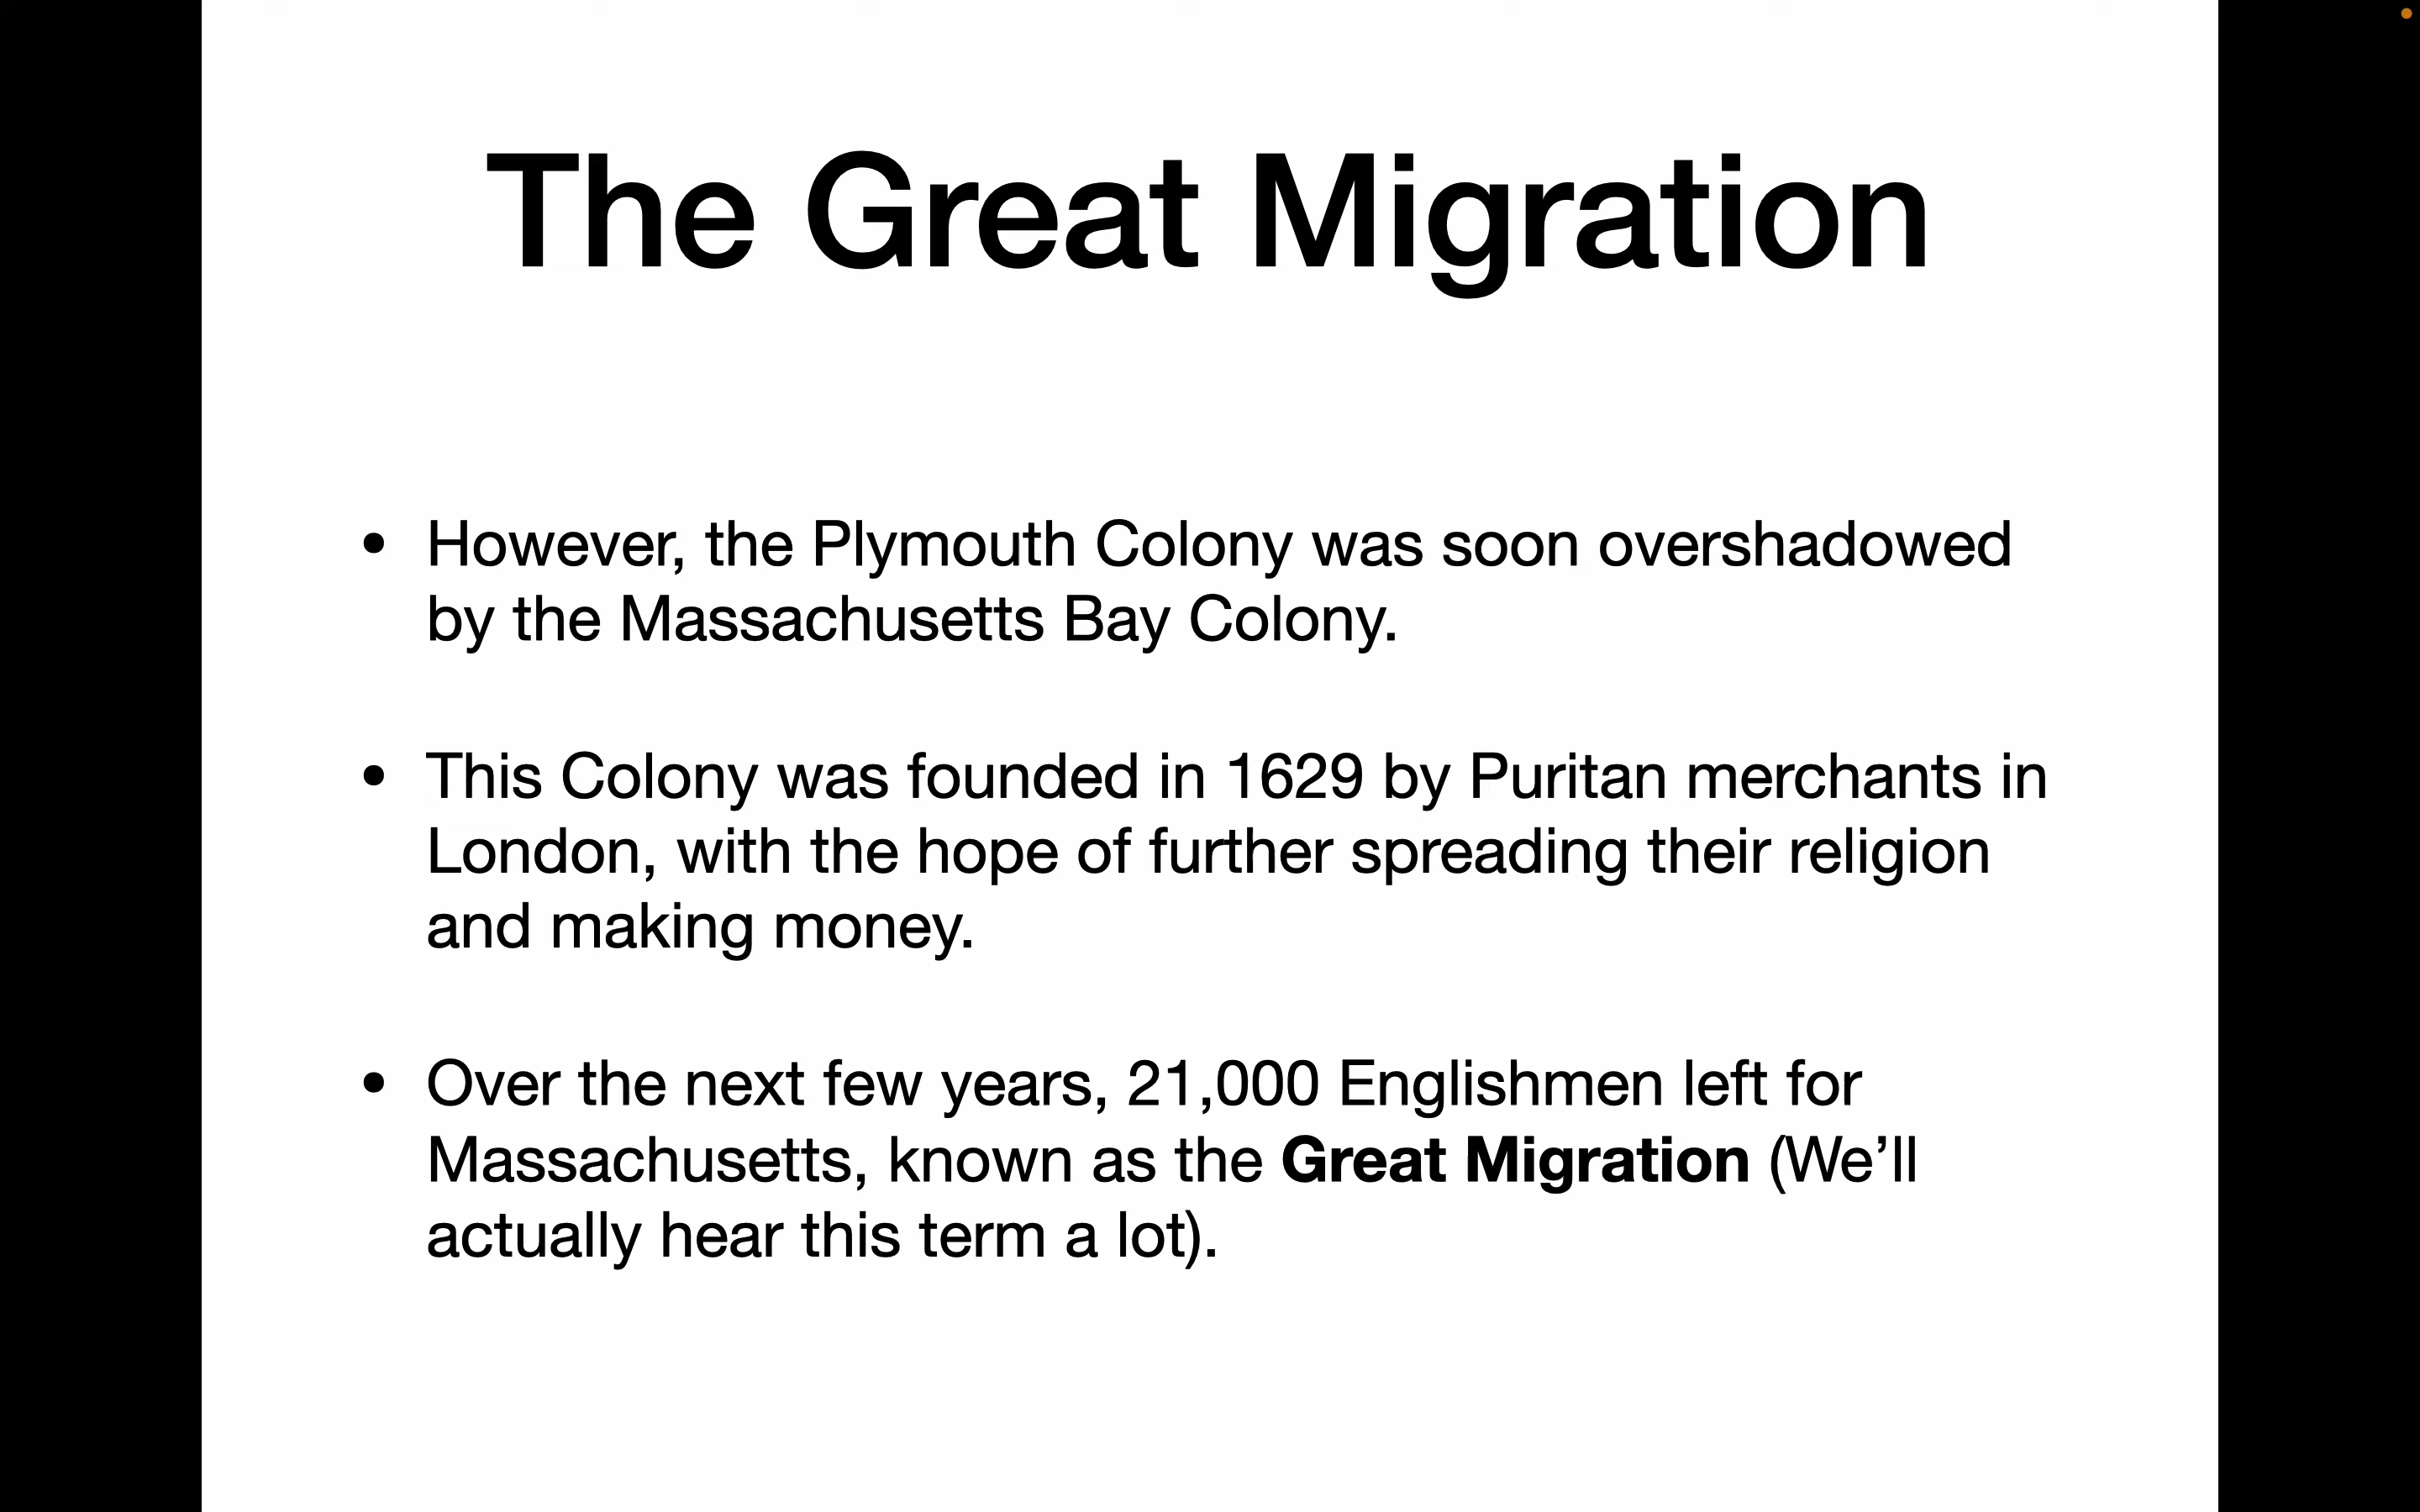 The Great Migration
• However, the Plymouth Colony was soon overshadowed
by the Massachusetts Bay Colony.
• This Colony was founded in 1629 by Puritan merchants in
London, with the hope of further spreading their religion
and making money.
• Over the next few years, 21,000 Englishmen left for
Massachusetts, known as the Great Migration (We’ll
actually hear this term a lot).